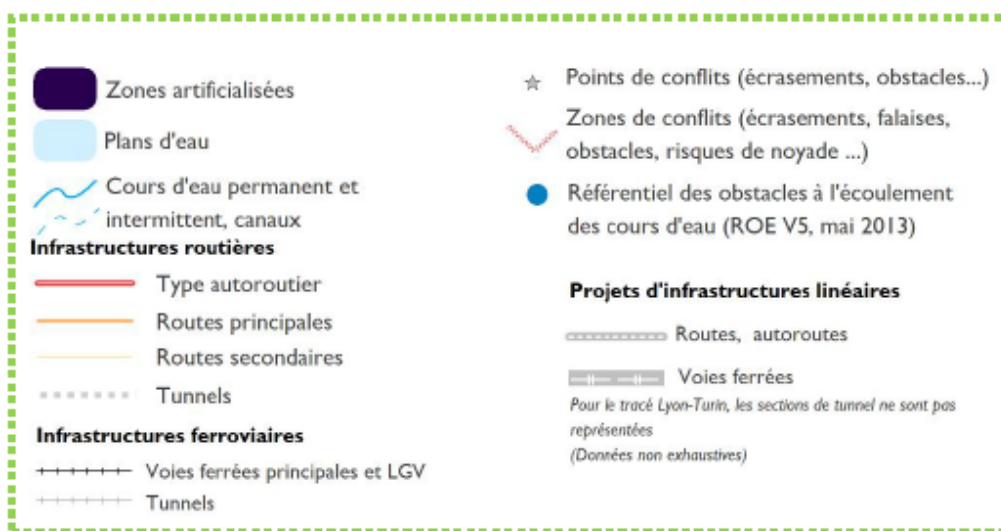 Zones artificialisées
Plans d'eau
Cours d'eau permanent et
intermittent, canaux
Infrastructures routières
Type autoroutier
Routes principales
Routes secondaires
Tunnels
Infrastructures ferroviaires
Voies ferrées principales et LGV
Tunnels
Points de conflits (écrasements, obstacles...)
Zones de conflits (écrasements, falaises,
obstacles, risques de noyade ...)
Référentiel des obstacles à l'écoulement
des cours d'eau (ROE V5, mai 2013)
Projets d'infrastructures linéaires
Routes, autoroutes
Voies ferrées
Pour le tracé Lyon-Turin, les sections de tunnel ne sont pas
représentées
(Données non exhaustives)